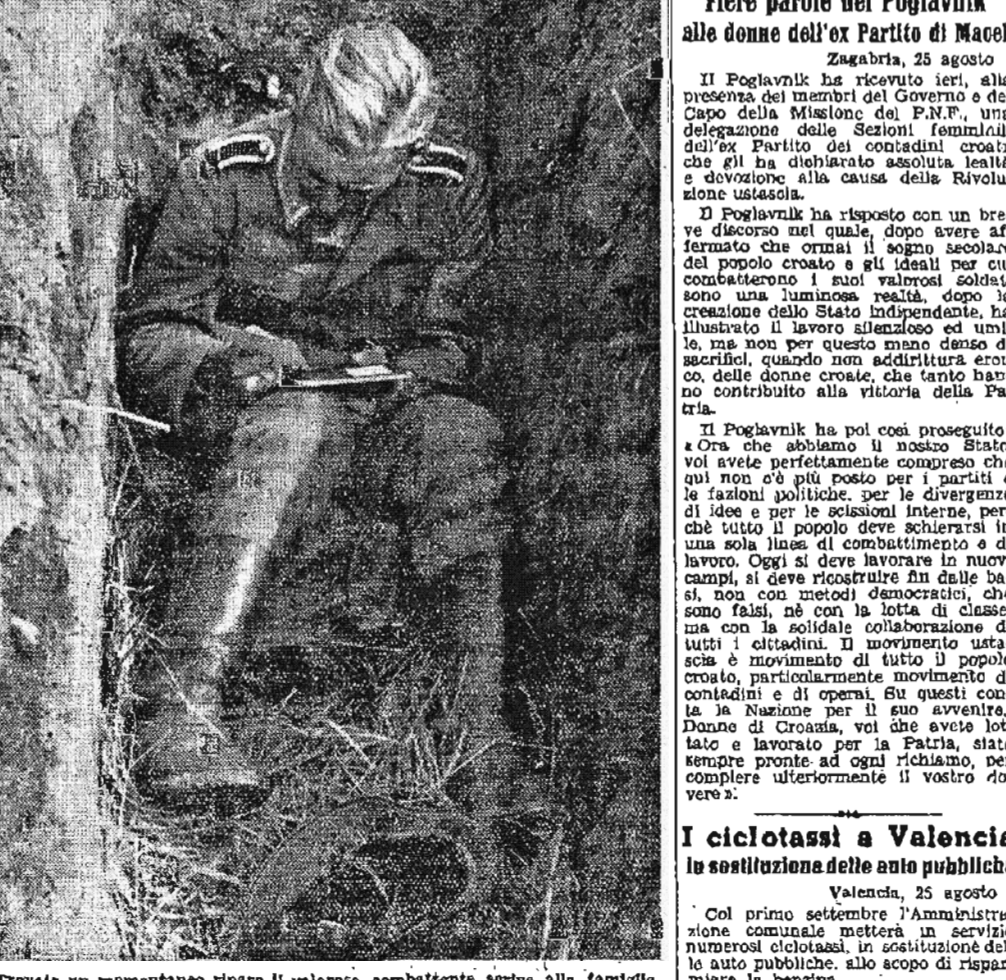 Fiere parole del Poglavnik
alle donne dell'ex Partito di Macek
Zagabria, 25 agosto
Il Poglavnik ha ricevuto ieri, alla
presenza dei membri del Governo e de
Capo della Missione del P.N.F., una
delegazione delle Sezioni femminili
dell'ex Partito dei contadini croati
che gli ha dichiarato assoluta lealtà
e devozione alla causa della Rivolu
zione ustascia.
Il Poglavnik ha risposto con un bre
ve discorso nel quale, dopo avere af
fermato che ormai il sogno secolare
del popolo croato e gli ideali per cui
combatterono i suoi valorosi soldati
sono una luminosa realtà, dopo la
creazione dello Stato indipendente, ha
illustrato il lavoro silenzioso ed umi
le, ma non per questo meno denso di
sacrifici, quando non addirittura eroi
co, delle donne croate, che tanto han
no contribuito alla vittoria della Pa
tria.
Il Poglavnik ha poi così proseguito
« Ora che abbiamo il nostro Stato
voi avete perfettamente compreso che
qui non c'è più posto per i partiti e
le fazioni politiche, per le divergenze
di idee e per le scissioni interne, per
chè tutto il popolo deve schierarsi in
una sola linea di combattimento e di
lavoro. Oggi si deve lavorare in nuovi
campi, si deve ricostruire fin dalle ba
si, non con metodi democratici, che
sono falsi, nè con la lotta di classe
ma con la solidale collaborazione di
tutti i cittadini. Il movimento usta
scia è movimento di tutto il popolo
croato, particolarmente movimento di
contadini e di operai. Su questi con
ta la Nazione per il suo avvenire.
Donne di Croazia, voi che avete lot
tato e lavorato per la Patria, siate
sempre pronte ad ogni richiamo, per
compiere ulteriormente il vostro do
vere ».
I ciclotassi a Valencia
in sostituzione delle auto pubbliche
Valencia, 25 agosto
Col primo settembre l'Amministra
zione comunale metterà in servizio
numerosi ciclotassi, in sostituzione del
le auto pubbliche, allo scopo di rispar
miare la benzina.
un momentaneo riparo il valoroso combattente scrive alla famiglia